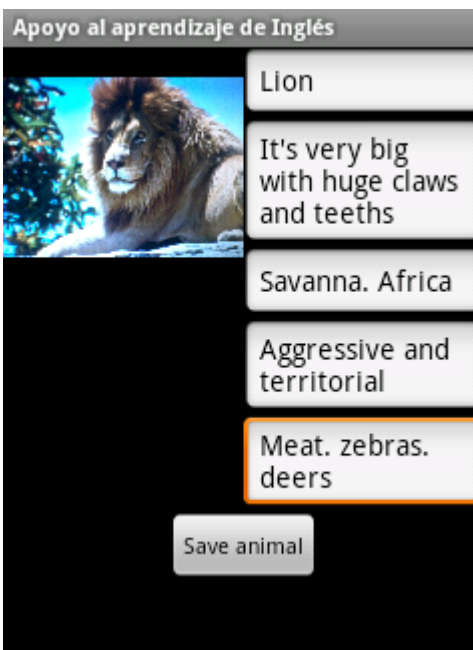 Apoyo al aprendizaje de Inglés
Lion
It's very big
with huge claws
and teeths
Savanna. Africa
Aggressive and
territorial
Meat. zebras.
deers
Save animal